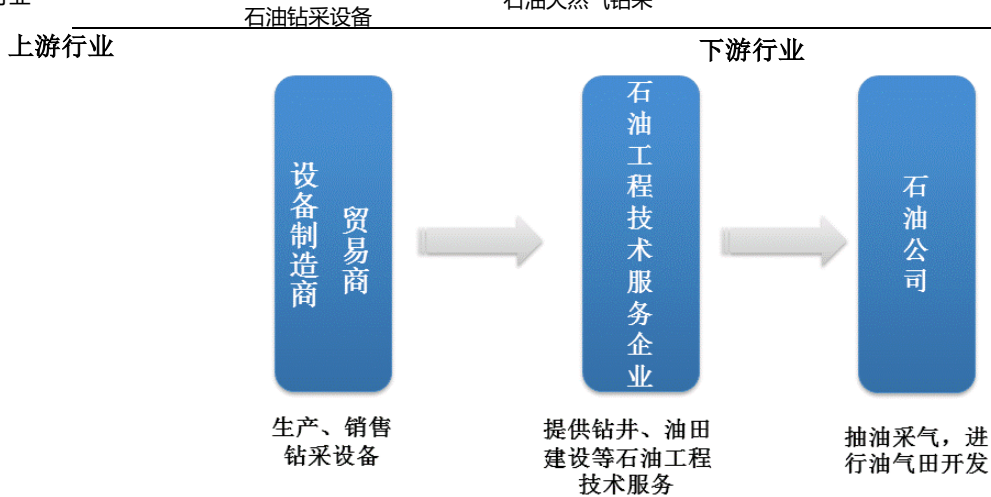 石油钻采设备
上游行业
下游行业
设备制造商
贸易商
石油工程技术服务企业
石油公司
生产、销售
钻采设备
提供钻井、油田
建设等石油工程
技术服务
抽油采气，进
行油气田开发